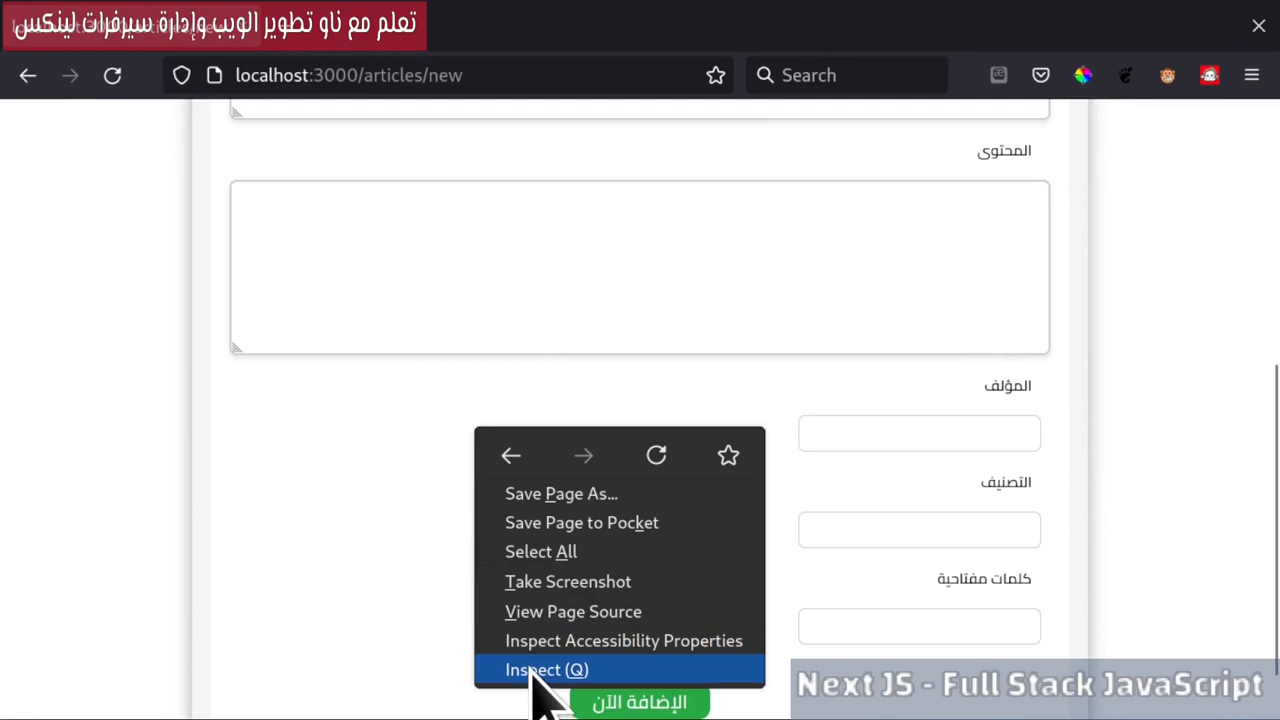 تعلم مع ناو تطوير الويب وإدارة سيرفرات لينكس
localhost:3000/articles/new
Search
المحتوى
المؤلف
التصنيف
كلمات مفتاحية
Save Page As...
Save Page to Pocket
Select All
Take Screenshot
View Page Source
Inspect Accessibility Properties
Inspect (Q)
الإضافة الآن
Next JS - Full Stack JavaScript